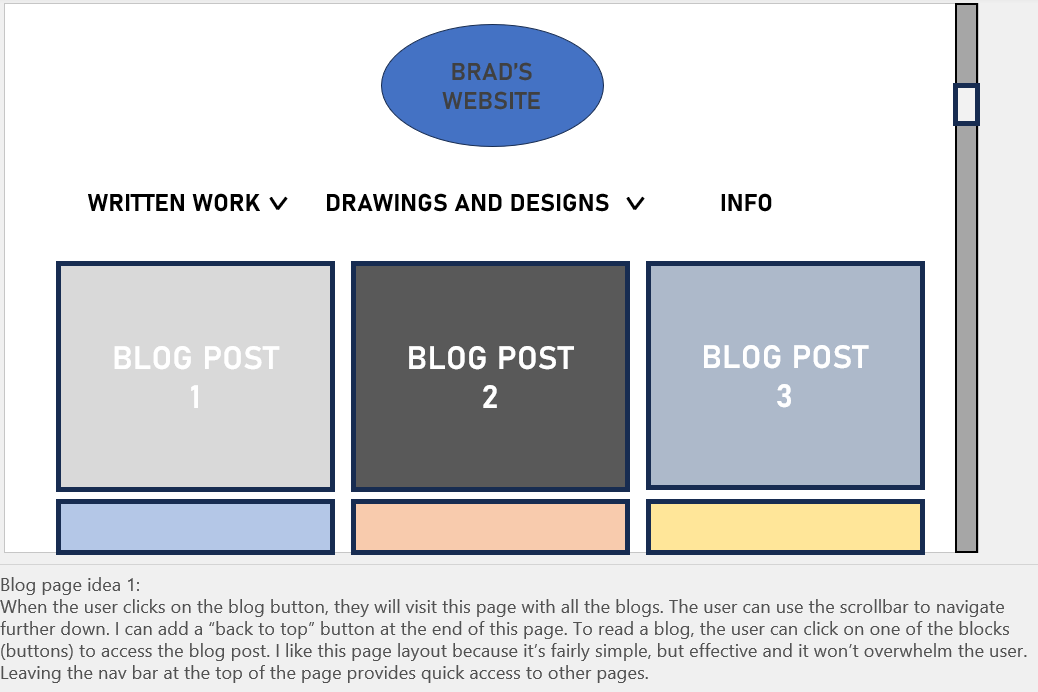 BRAD'S
WEBSITE
WRITTEN WORK
DRAWINGS AND DESIGNS
INFO
BLOG POST
1
BLOG POST
2
BLOG POST
3
Blog page idea 1:
When the user clicks on the blog button, they will visit this page with all the blogs. The user can use the scrollbar to navigate
further down. I can add a “back to top” button at the end of this page. To read a blog, the user can click on one of the blocks
(buttons) to access the blog post. I like this page layout because it’s fairly simple, but effective and it won’t overwhelm the user.
Leaving the nav bar at the top of the page provides quick access to other pages.